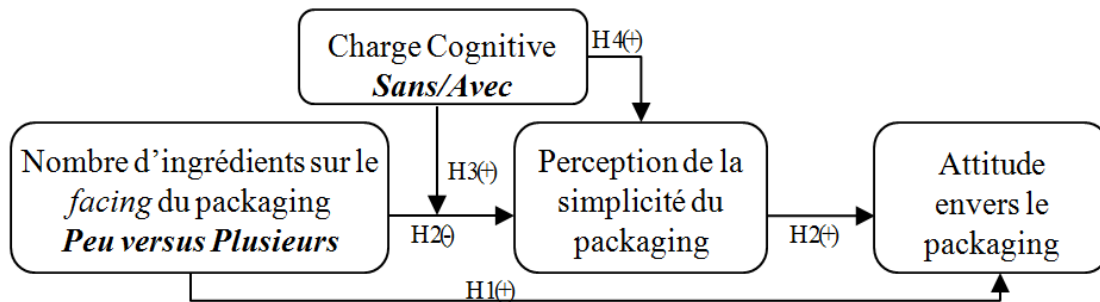 Charge Cognitive
Sans/Avec
H4(+)
Nombre d’ingrédients sur le
facing du packaging
Peu versus Plusieurs
H3(+)
H2(-)
Perception de la
simplicité du
packaging
H2(+)
Attitude
envers le
packaging
H1(+)